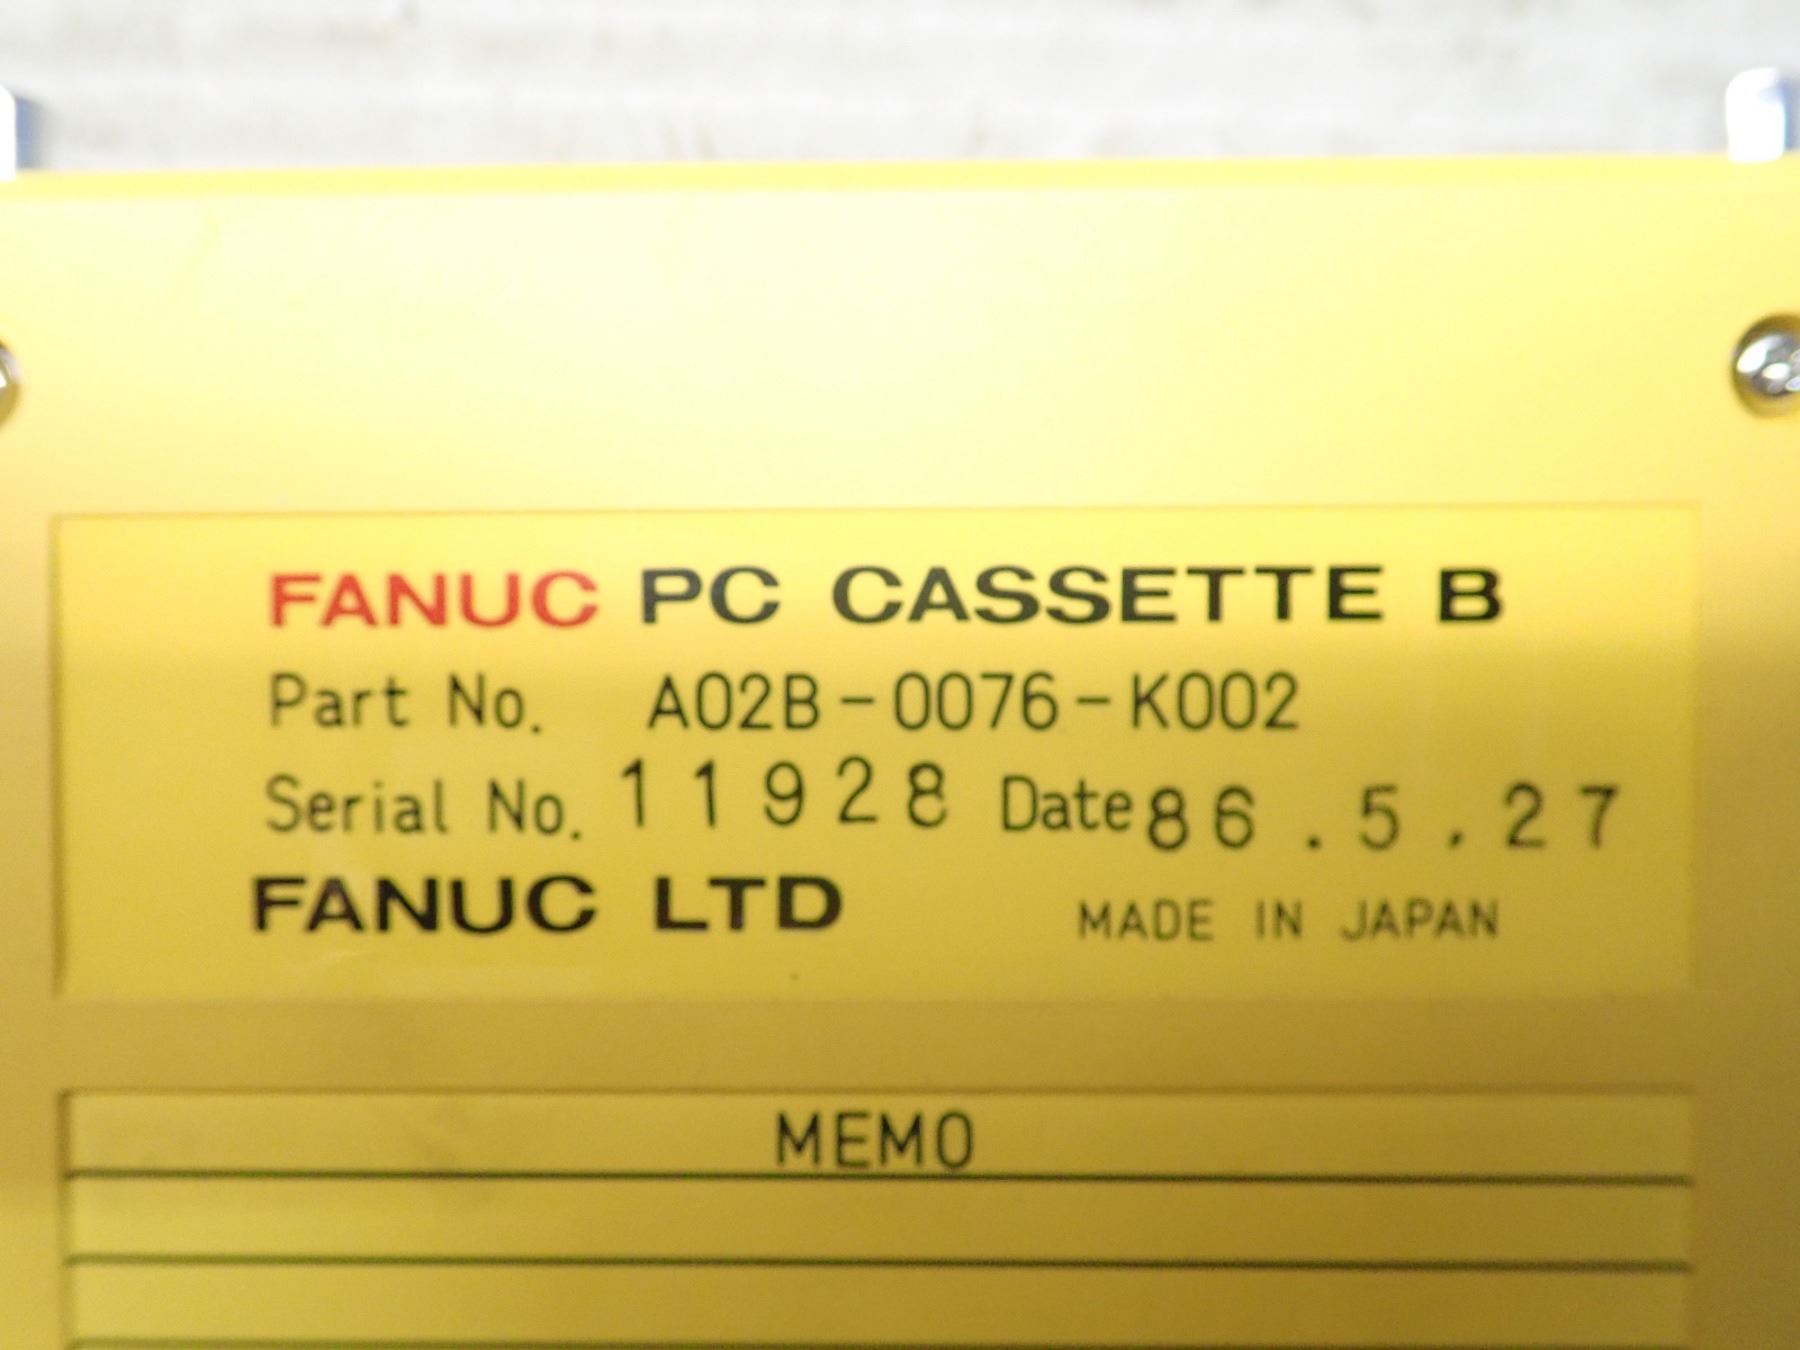 FANUC PC CASSETTE B
Part No. A02B-0076-K002
Serial No. 11928 Date 86.5.27
FANUC LTD MADE IN JAPAN
MEMO